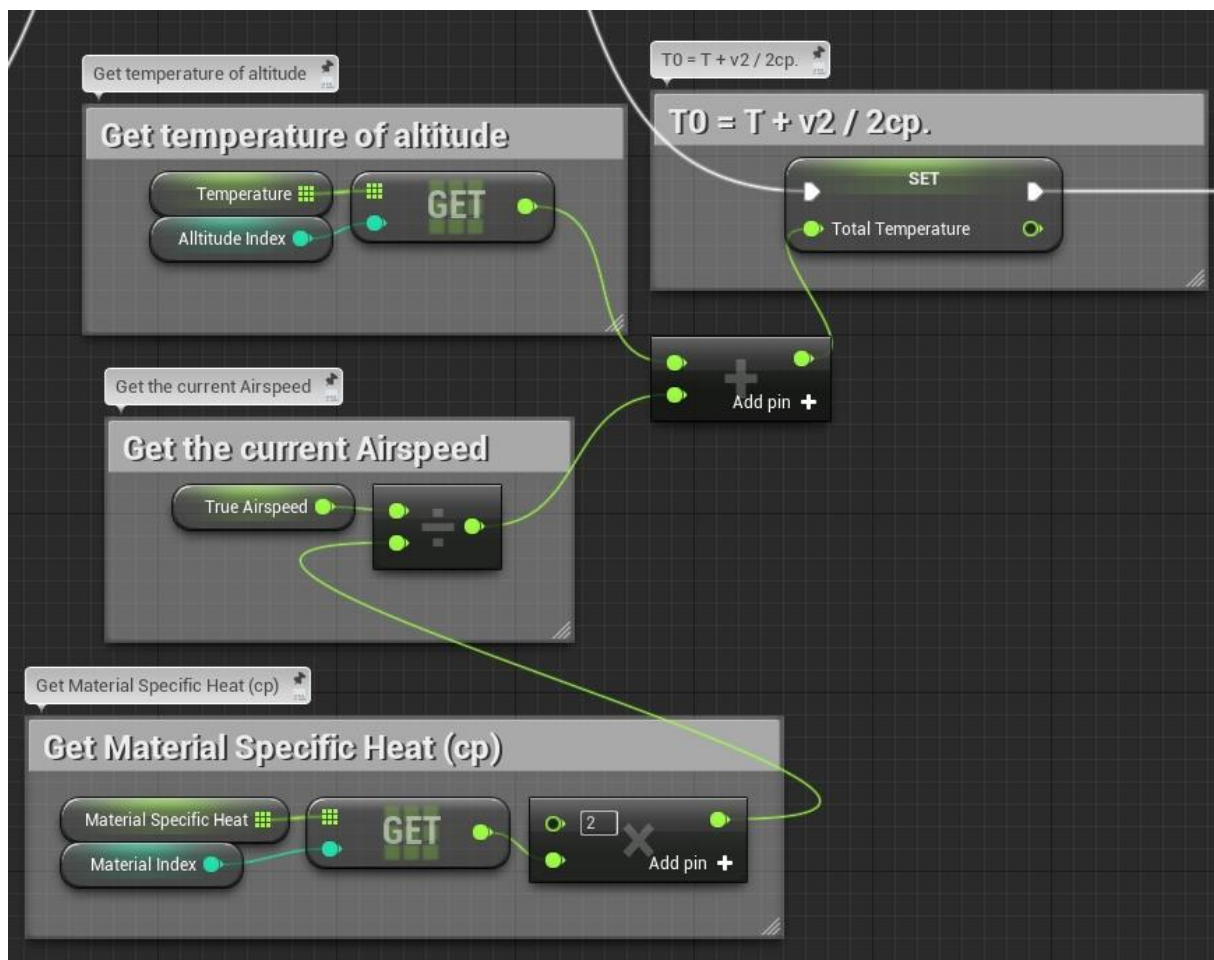 Get temperature of altitude
Get temperature of altitude
Temperature
Alltitude Index
GET
T0 = T + v2 / 2cp.
T0 = T + v2 / 2cp.
SET
Total Temperature
+
Add pin +
Get the current Airspeed
Get the current Airspeed
True Airspeed
÷
Get Material Specific Heat (cp)
Get Material Specific Heat (cp)
Material Specific Heat
Material Index
GET
2
×
Add pin +